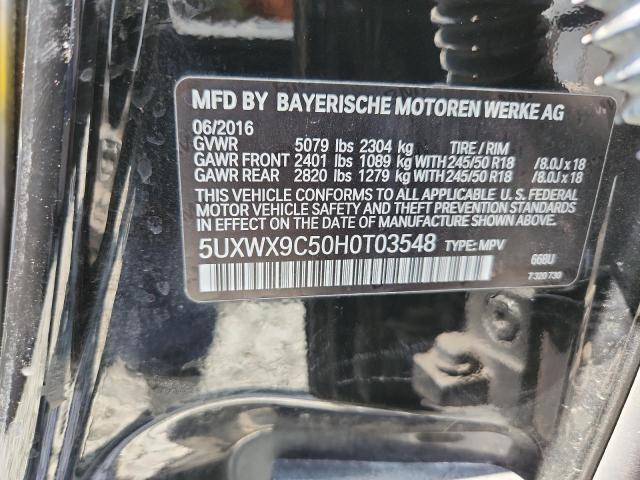 MFD BY BAYERISCHE MOTOREN WERKE AG
06/2016
GVWR 5079 lbs 2304 kg TIRE / RIM
GAWR FRONT 2401 lbs 1089 kg WITH 245/50 R18 /8.0J x 18
GAWR REAR 2820 lbs 1279 kg WITH 245/50 R18 /8.0J x 18
THIS VEHICLE CONFORMS TO ALL APPLICABLE U.S. FEDERAL
MOTOR VEHICLE SAFETY AND THEFT PREVENTION STANDARDS
IN EFFECT ON THE DATE OF MANUFACTURE SHOWN ABOVE.
5UXWX9C50H0T03548 TYPE: MPV
668U
7320730